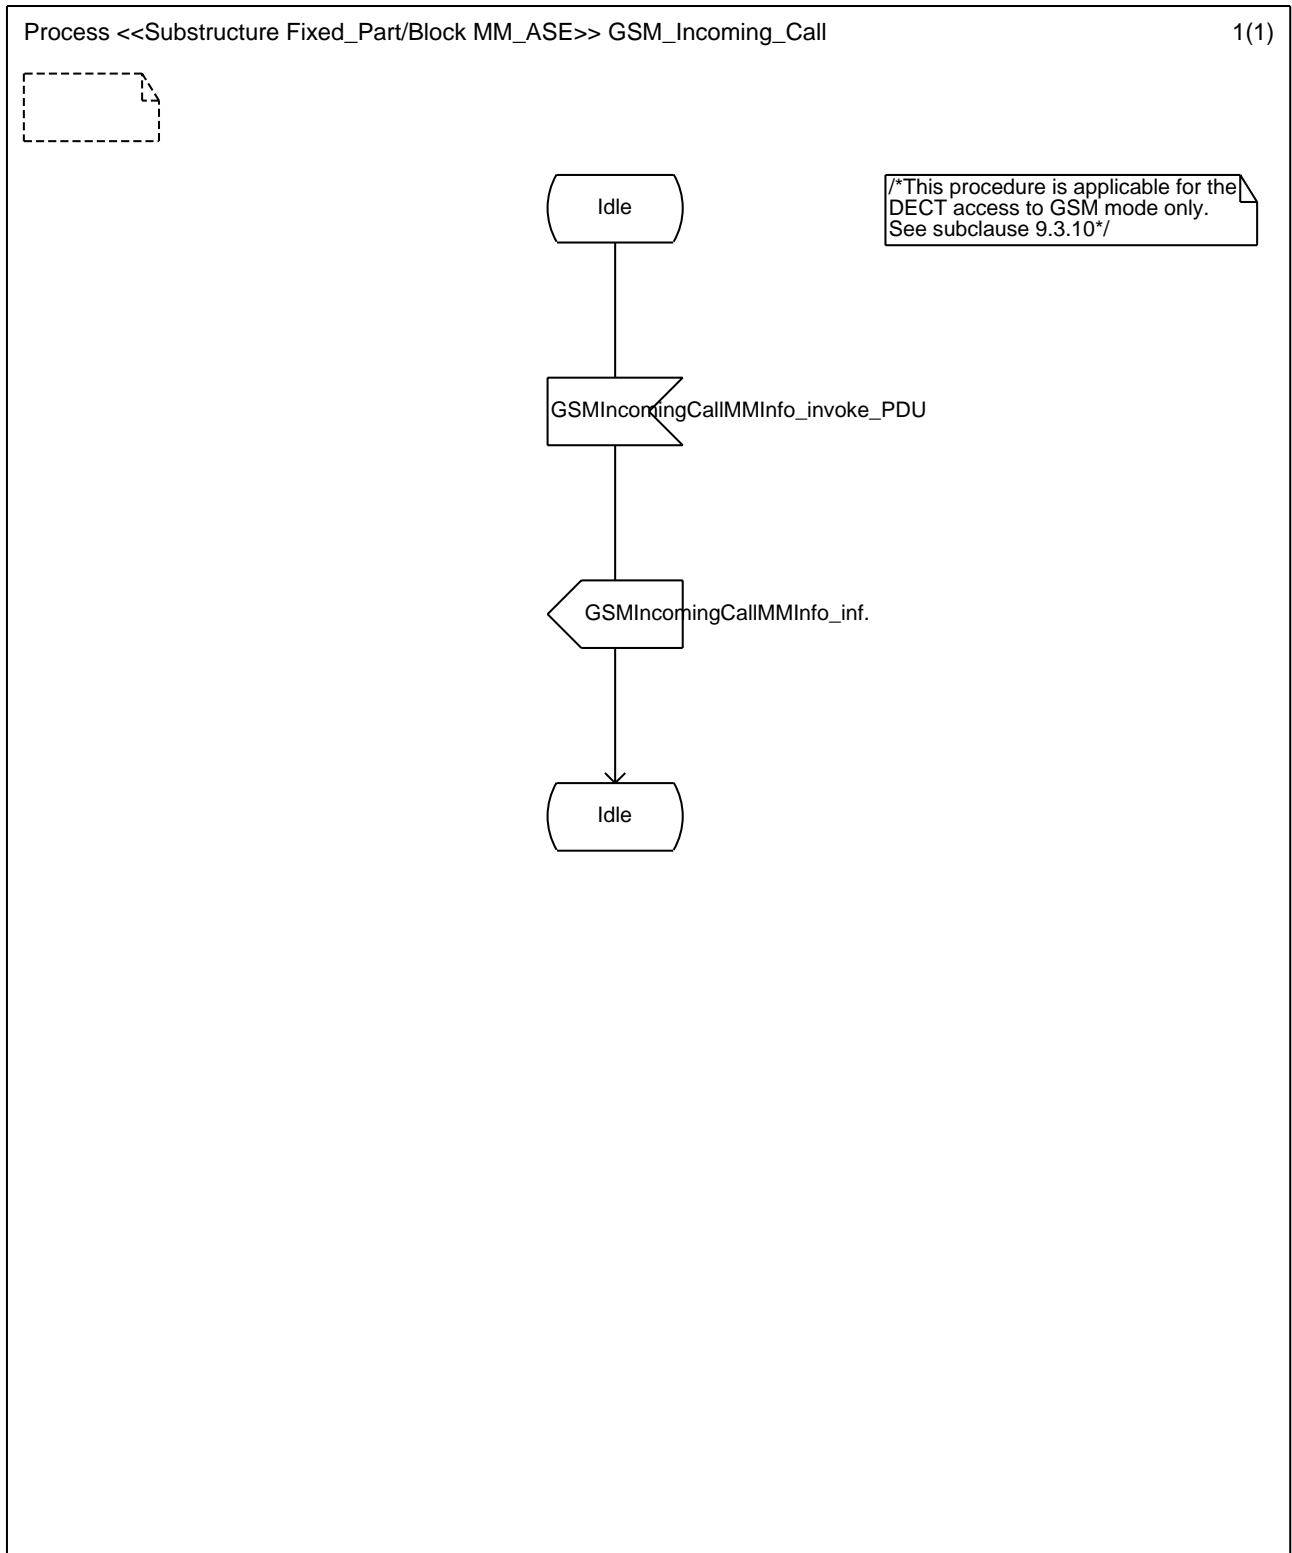 Process <<Substructure Fixed_Part/Block MM_ASE>> GSM_Incoming_Call 1(1)
Idle
/*This procedure is applicable for the
DECT access to GSM mode only.
See subclause 9.3.10*/
GSMIncomingCallMMInfo_invoke_PDU
GSMIncomingCallMMInfo_inf.
Idle